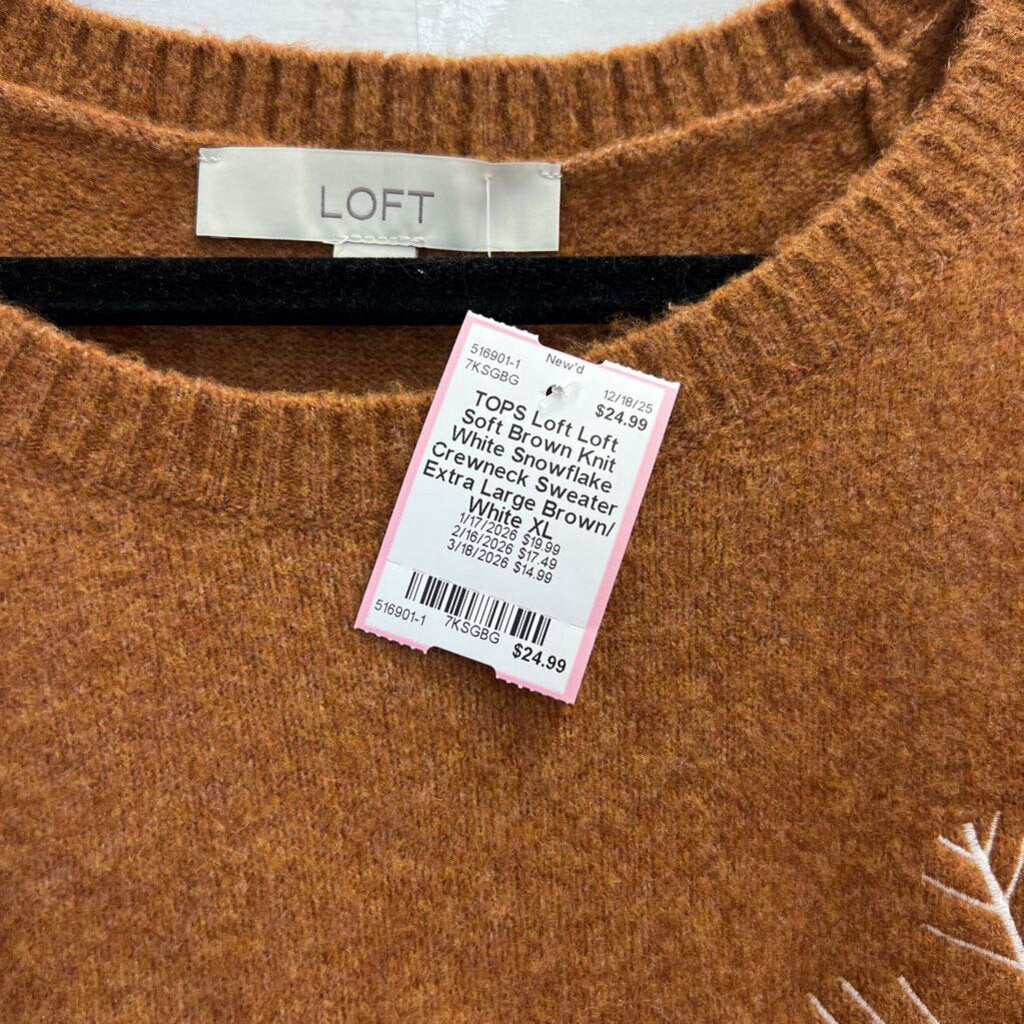 LOFT
516901-1 New'd
7KSGBG 12/18/25
$24.99
TOPS Loft Loft
Soft Brown Knit
White Snowflake
Crewneck Sweater
Extra Large Brown/
White XL
1/17/2026 $19.99
2/16/2026 $17.49
3/18/2026 $14.99
516901-1 7KSGBG $24.99